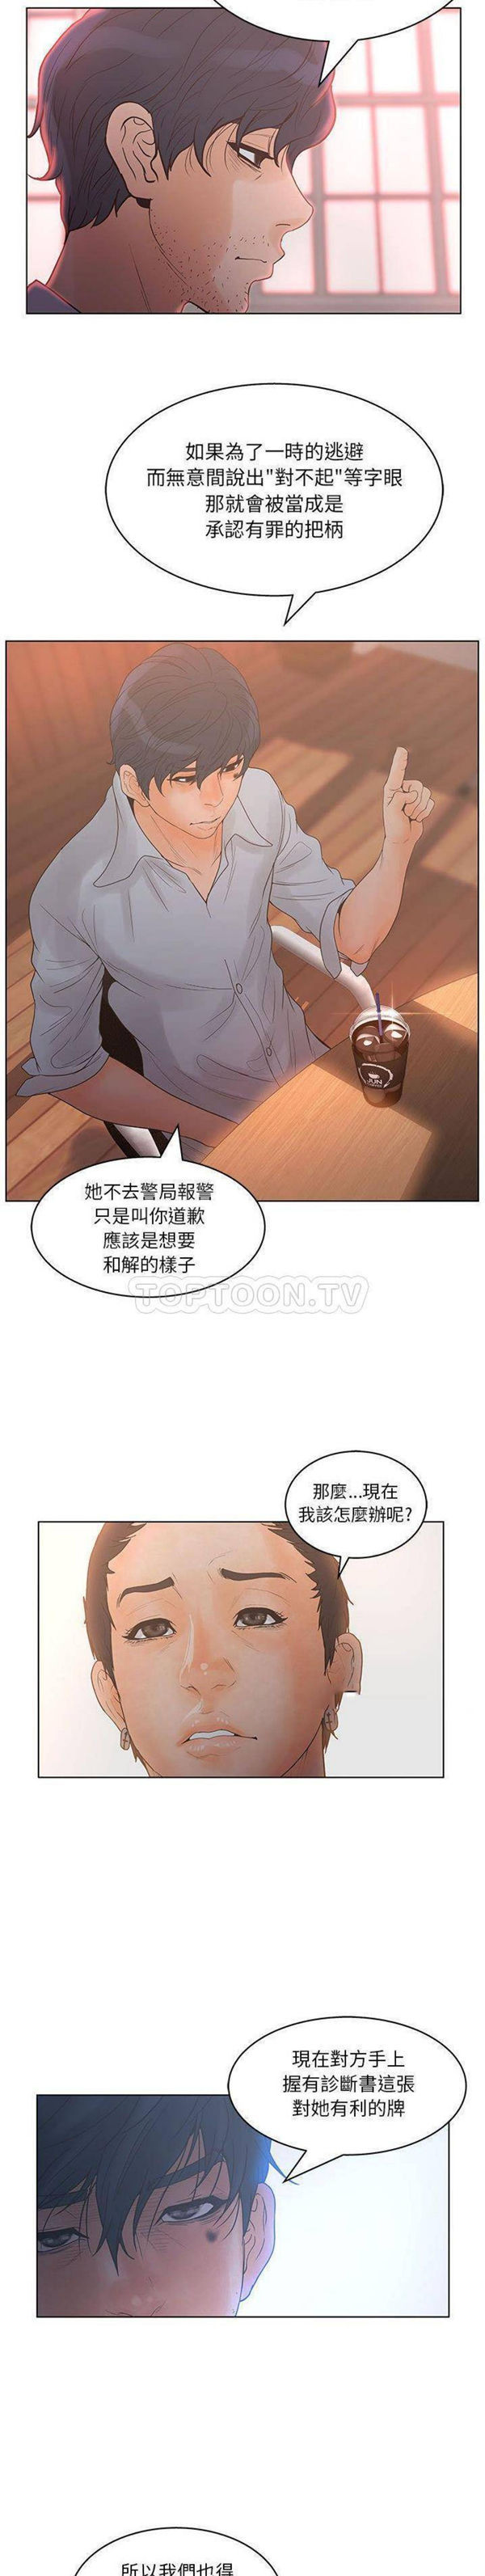 如果為了一時的逃避
而無意間說出"對不起"等字眼
那就會被當成是
承認有罪的把柄
JUN
她不去警局報警
只是叫你道歉
應該是想要
和解的樣子
TOPTOON.TV
那麼...現在
我該怎麼辦呢?
現在對方手上
握有診斷書這張
對她有利的牌
所以我們也得